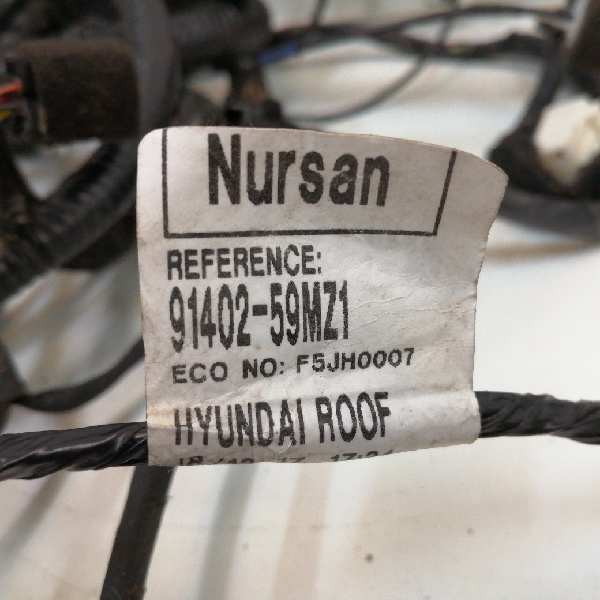 Nursan
REFERENCE:
91402-59MZ1
ECO NO: F5JH0007
HYUNDAI ROOF